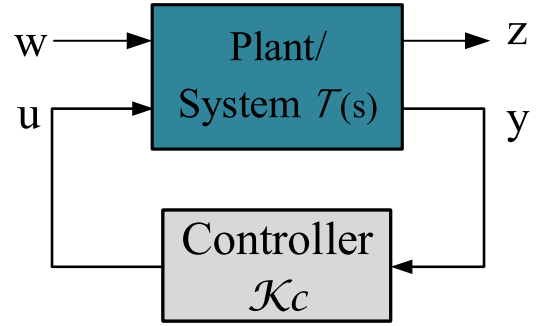 w
z
Plant/
System 𝒯(s)
u
y
Controller
𝒦c